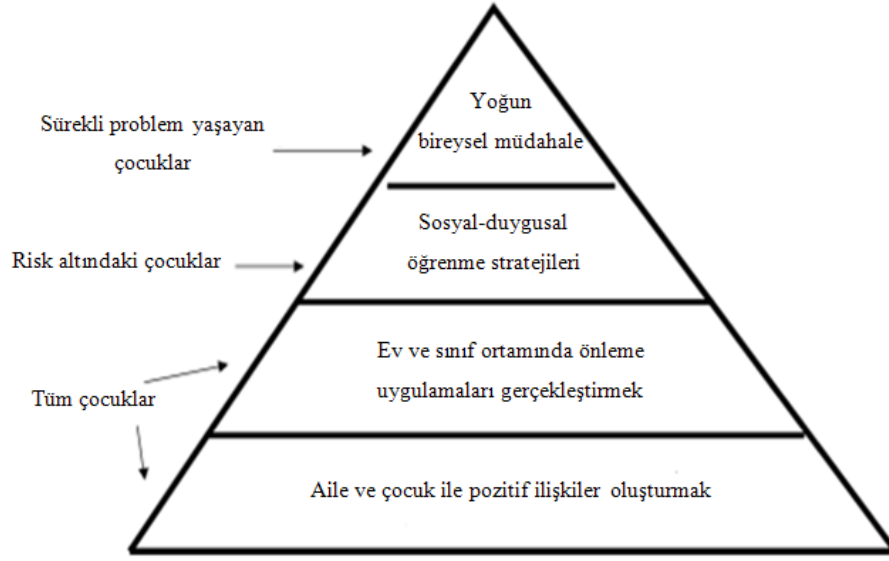 Yoğun
bireysel müdahale
Sürekli problem yaşayan
çocuklar
Sosyal-duygusal
öğrenme stratejileri
Risk altındaki çocuklar
Ev ve sınıf ortamında önleme
uygulamaları gerçekleştirmek
Tüm çocuklar
Aile ve çocuk ile pozitif ilişkiler oluşturmak